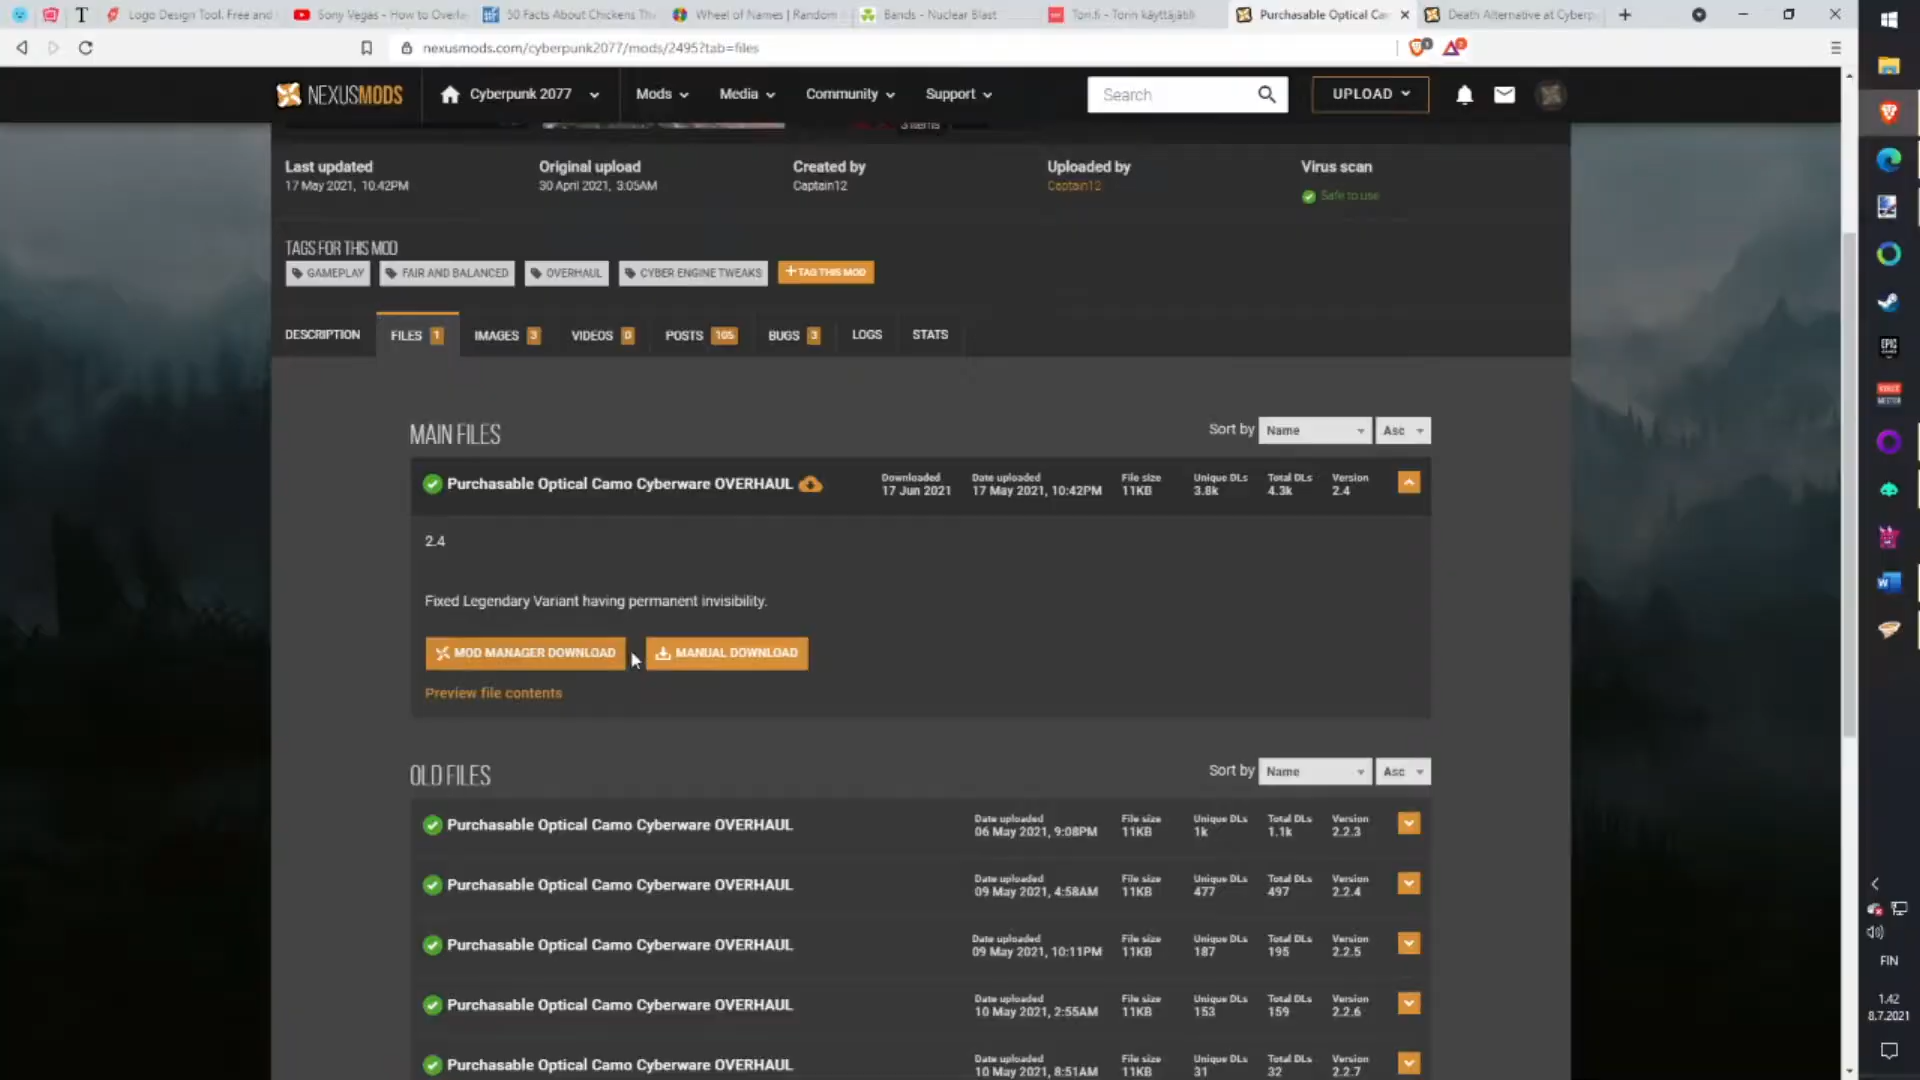 Logo Design Tool, Free and
Sony Vegas - How to Overla
50 Facts About Chickens Th
Wheel of Names | Random
Bands - Nuclear Blast
Purchasable Optical Ca
Death Alternative at Cyberp
nexusmods.com/cyberpunk2077/mods/2495?tab=files
NEXUSMODS
Cyberpunk 2077
Mods
Media
Community
Support
Search
UPLOAD
3 items
Last updated
17 May 2021, 10:42PM
Original upload
30 April 2021, 3:05AM
Created by
Captain12
Uploaded by
Captain12
Virus scan
Safe to use
TAGS FOR THIS MOD
GAMEPLAY
FAIR AND BALANCED
OVERHAUL
CYBER ENGINE TWEAKS
+ TAG THIS MOD
DESCRIPTION
FILES 1
IMAGES 3
VIDEOS 0
POSTS 105
BUGS 3
LOGS
STATS
MAIN FILES
Sort by Name Asc
Purchasable Optical Camo Cyberware OVERHAUL
Downloaded
17 Jun 2021
Date uploaded
17 May 2021, 10:42PM
File size
11KB
Unique DLs
3.8k
Total DLs
4.3k
Version
2.4
2.4
Fixed Legendary Variant having permanent invisibility.
MOD MANAGER DOWNLOAD
MANUAL DOWNLOAD
Preview file contents
OLD FILES
Sort by Name Asc
Purchasable Optical Camo Cyberware OVERHAUL
Date uploaded
06 May 2021, 9:08PM
File size
11KB
Unique DLs
1k
Total DLs
1.1k
Version
2.2.3
Purchasable Optical Camo Cyberware OVERHAUL
Date uploaded
09 May 2021, 4:58AM
File size
11KB
Unique DLs
477
Total DLs
497
Version
2.2.4
Purchasable Optical Camo Cyberware OVERHAUL
Date uploaded
09 May 2021, 10:11PM
File size
11KB
Unique DLs
187
Total DLs
195
Version
2.2.5
Purchasable Optical Camo Cyberware OVERHAUL
Date uploaded
10 May 2021, 2:55AM
File size
11KB
Unique DLs
153
Total DLs
159
Version
2.2.6
Purchasable Optical Camo Cyberware OVERHAUL
Date uploaded
10 May 2021, 8:51AM
File size
11KB
Unique DLs
31
Total DLs
32
Version
2.2.7
EPIC
FIN
1.42
8.7.2021